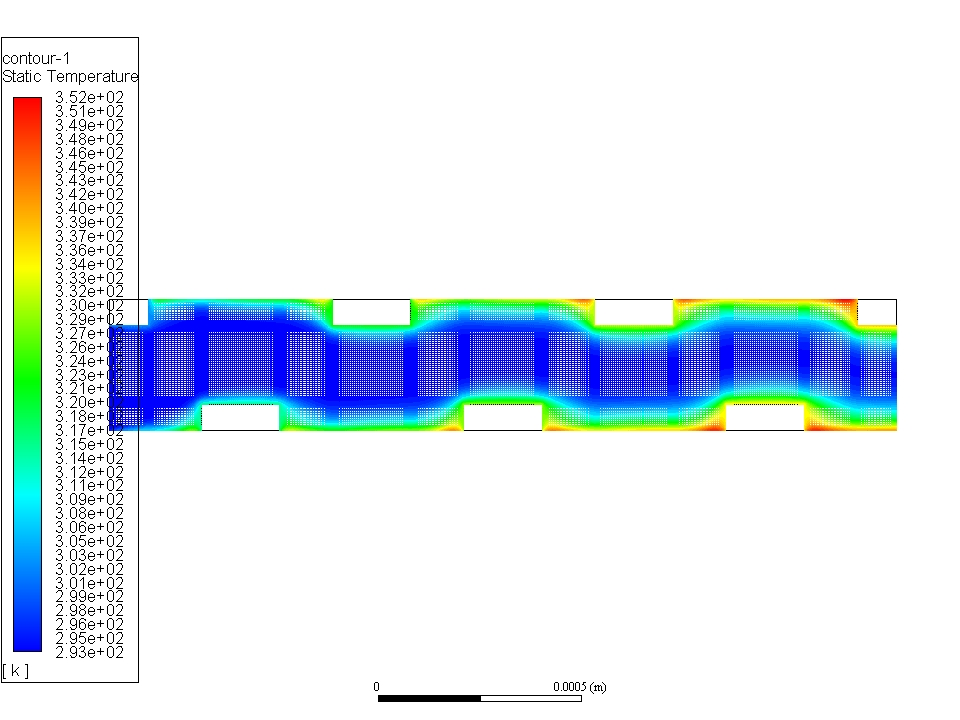 contour-1
Static Temperature
3.52e+02
3.51e+02
3.49e+02
3.48e+02
3.46e+02
3.45e+02
3.43e+02
3.42e+02
3.40e+02
3.39e+02
3.37e+02
3.36e+02
3.34e+02
3.33e+02
3.32e+02
3.30e+02
3.29e+02
3.27e+02
3.26e+02
3.24e+02
3.23e+02
3.21e+02
3.20e+02
3.18e+02
3.17e+02
3.15e+02
3.14e+02
3.12e+02
3.11e+02
3.09e+02
3.08e+02
3.06e+02
3.05e+02
3.03e+02
3.02e+02
3.01e+02
2.99e+02
2.98e+02
2.96e+02
2.95e+02
2.93e+02
[ k ]
0 0.0005 (m)